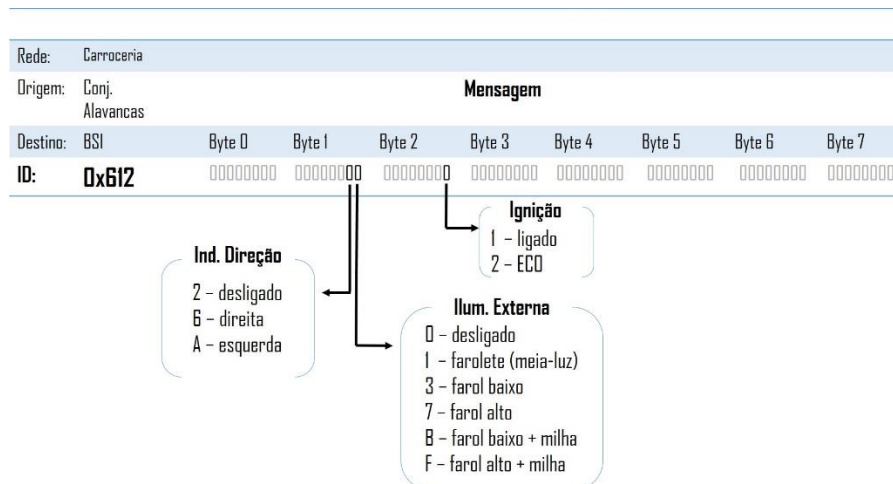 Rede: Carroceria
Origem: Conj. Alavancas
Mensagem
Destino: BSI Byte 0 Byte 1 Byte 2 Byte 3 Byte 4 Byte 5 Byte 6 Byte 7
ID: 0x612 00000000 00000000 00000000 00000000 00000000 00000000 00000000 00000000
Ignição
1 – ligado
2 – ECO
Ind. Direção
2 – desligado
6 – direita
A – esquerda
Ilum. Externa
0 – desligado
1 – farolete (meia-luz)
3 – farol baixo
7 – farol alto
B – farol baixo + milha
F – farol alto + milha